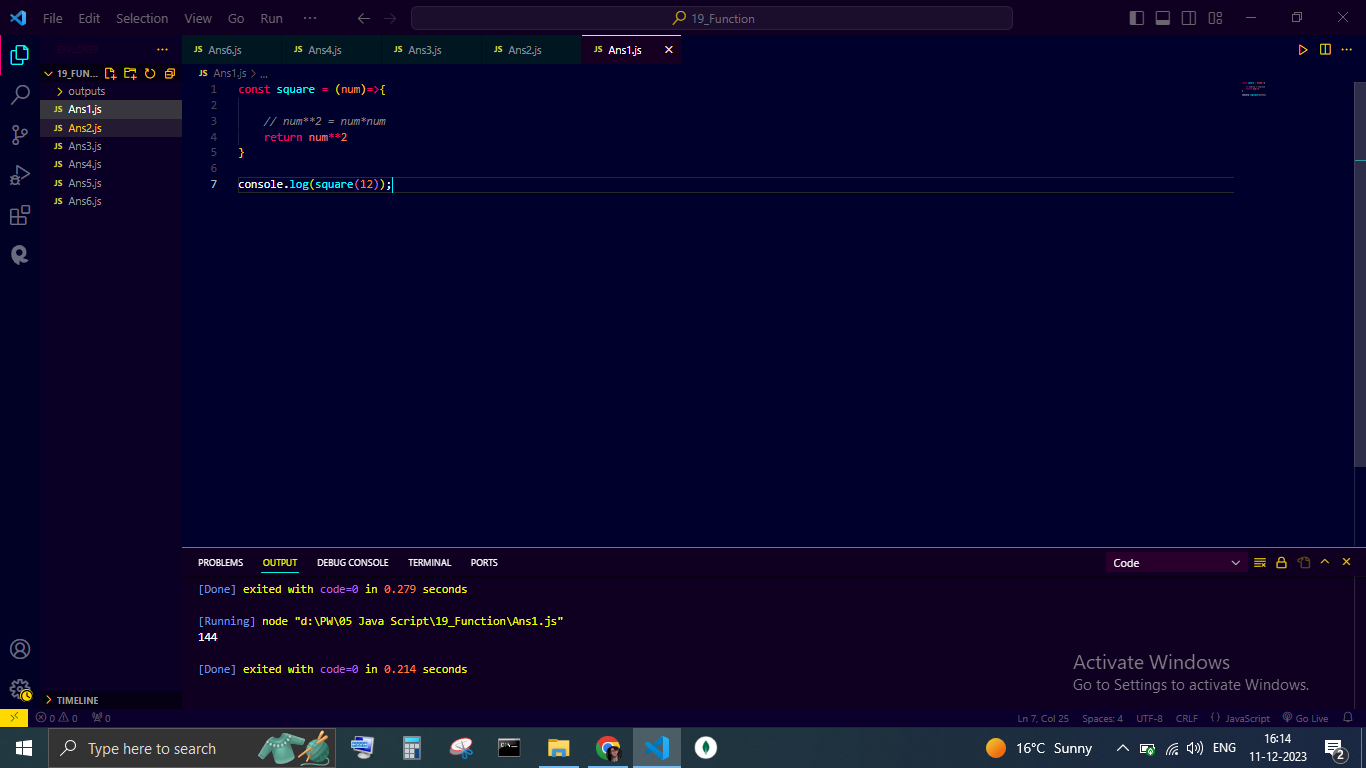 File Edit Selection View Go Run ··· 19_Function
JS Ans6.js JS Ans4.js JS Ans3.js JS Ans2.js JS Ans1.js
19_FUN...
outputs
JS Ans1.js
JS Ans2.js
JS Ans3.js
JS Ans4.js
JS Ans5.js
JS Ans6.js
TIMELINE
JS Ans1.js > ...
1 const square = (num)=>{
2
3 // num**2 = num*num
4 return num**2
5 }
6
7 console.log(square(12));
PROBLEMS OUTPUT DEBUG CONSOLE TERMINAL PORTS Code
[Done] exited with code=0 in 0.279 seconds
[Running] node "d:\PW\05 Java Script\19_Function\Ans1.js"
144
[Done] exited with code=0 in 0.214 seconds
Activate Windows
Go to Settings to activate Windows.
0 0 0 Ln 7, Col 25 Spaces: 4 UTF-8 CRLF {} JavaScript Go Live
Type here to search 16°C Sunny ENG 16:14
11-12-2023 2